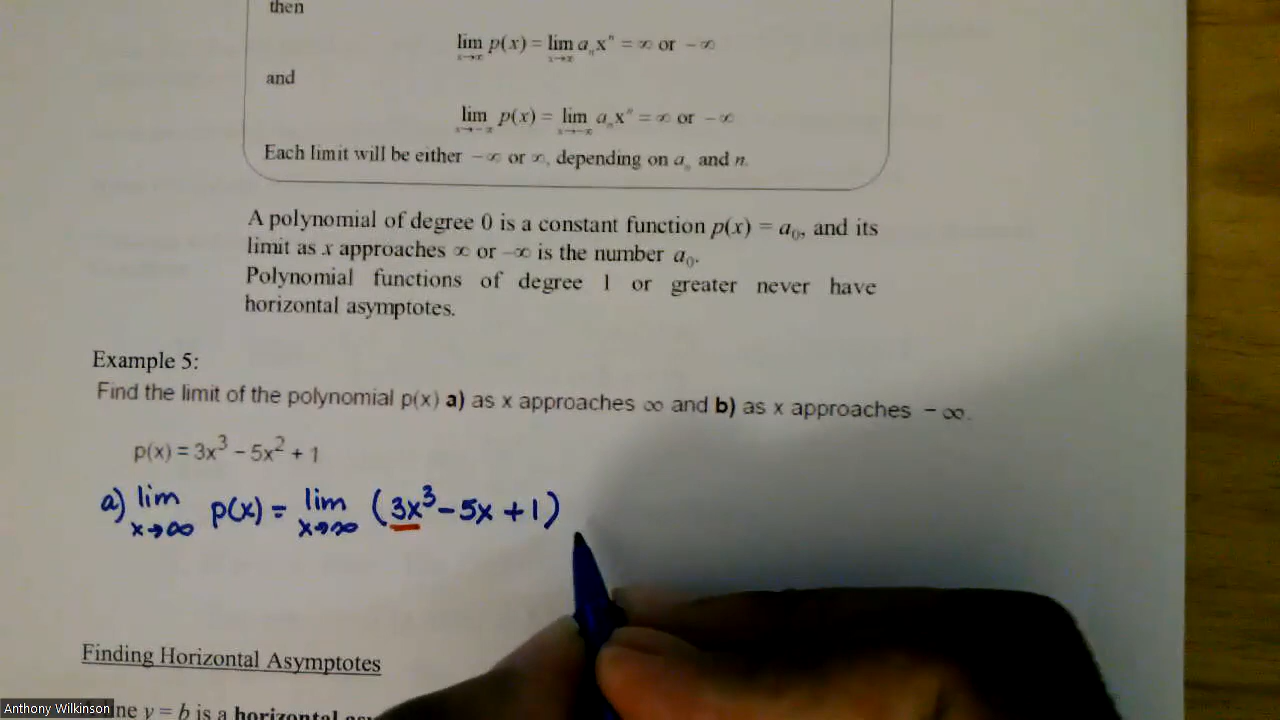 then
lim p(x) = lim aₙxⁿ = ∞ or −∞
x→∞ x→∞
and
lim p(x) = lim aₙxⁿ = ∞ or −∞
x→−∞ x→−∞
Each limit will be either −∞ or ∞, depending on aₙ and n.
A polynomial of degree 0 is a constant function p(x) = a₀, and its
limit as x approaches ∞ or −∞ is the number a₀.
Polynomial functions of degree 1 or greater never have
horizontal asymptotes.
Example 5:
Find the limit of the polynomial p(x) a) as x approaches ∞ and b) as x approaches −∞.
p(x) = 3x³ − 5x² + 1
a) lim p(x) = lim (3x³ − 5x + 1)
x→∞ x→∞
Finding Horizontal Asymptotes
y = b is a horizontal
Anthony Wilkinson